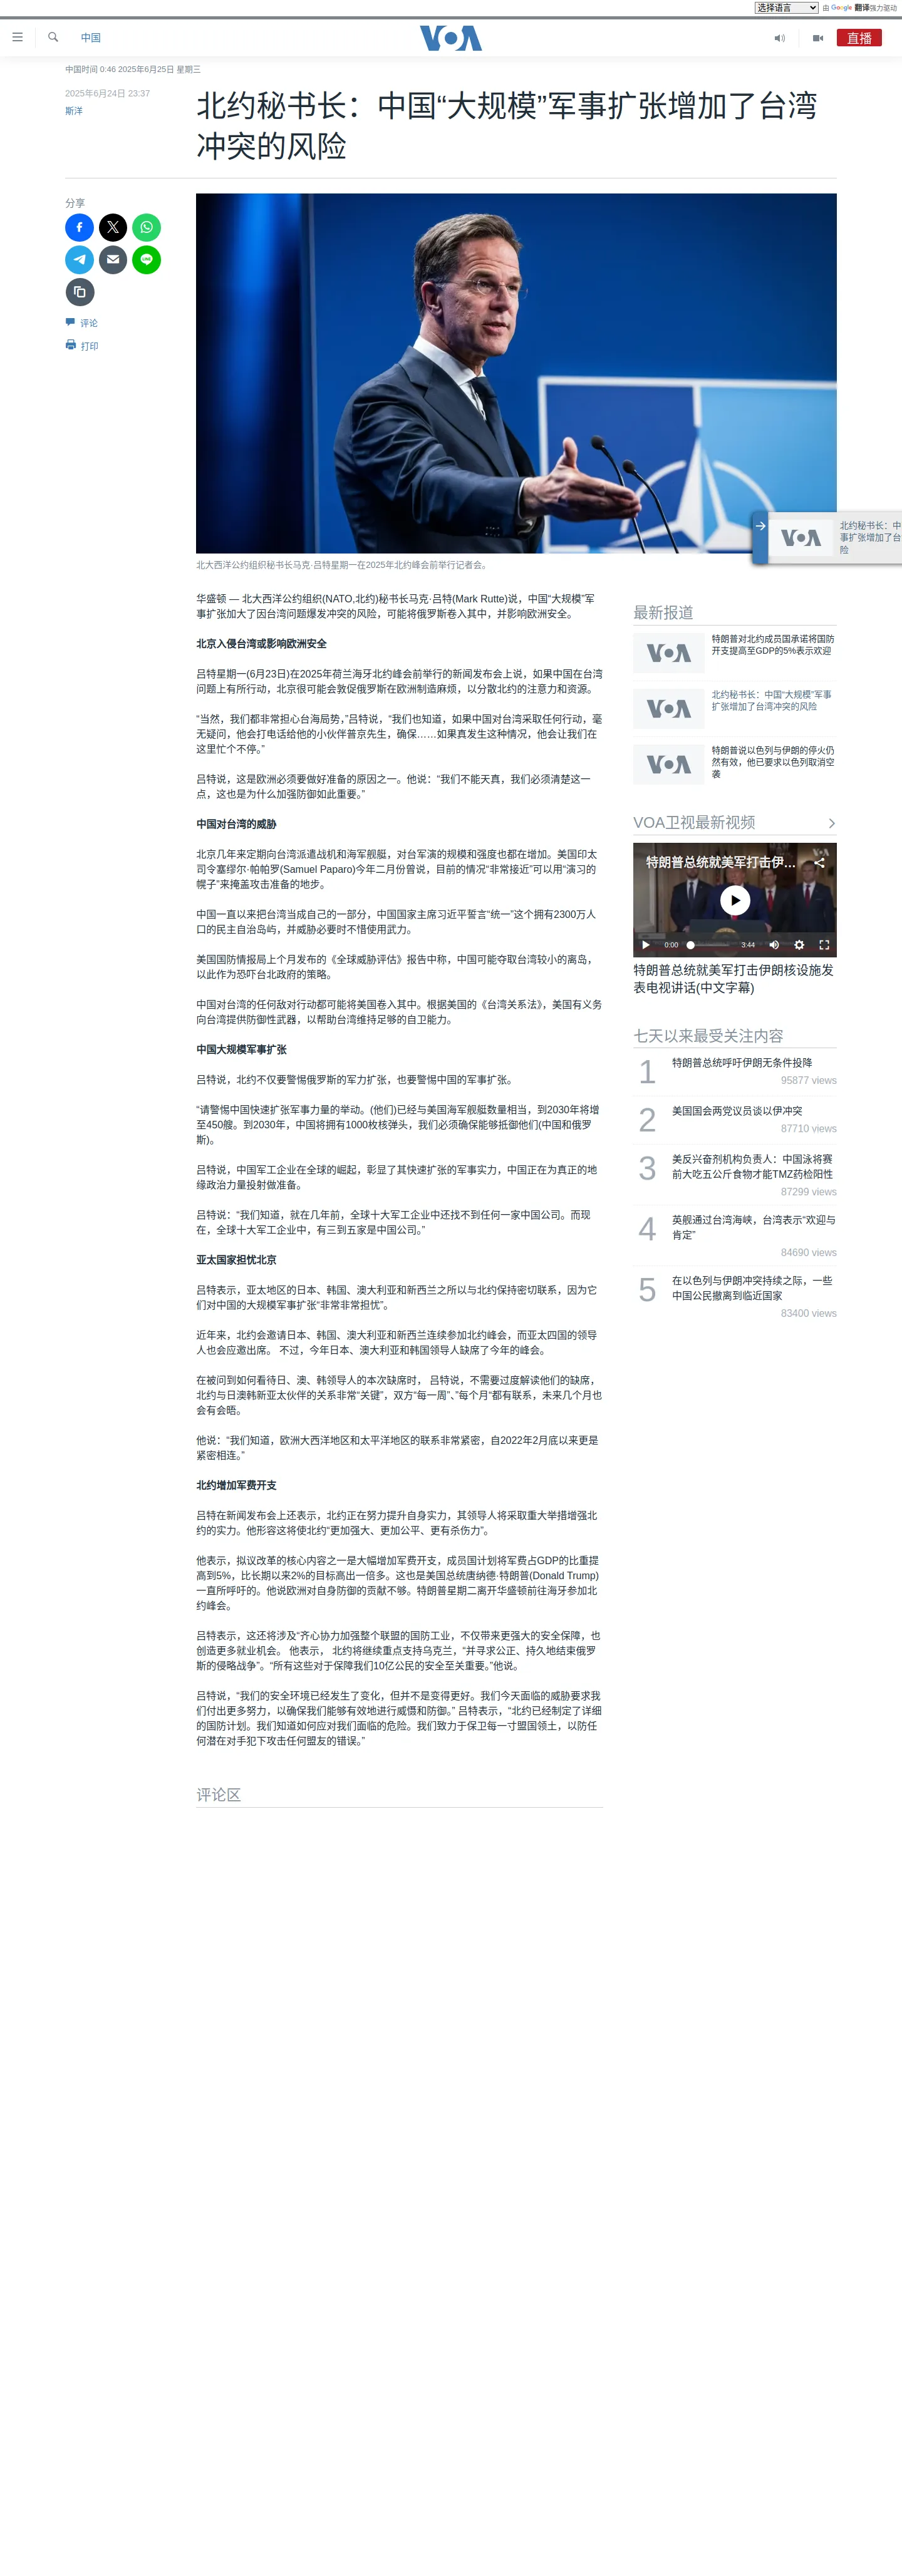 选择语言 由 Google 翻译强力驱动
中国 VOA 直播
中国时间 0:46 2025年6月25日 星期三
2025年6月24日 23:37
斯洋
北约秘书长：中国“大规模”军事扩张增加了台湾
冲突的风险
分享
评论
打印
北约秘书长：中
事扩张增加了台
险
VOA
北大西洋公约组织秘书长马克·吕特星期一在2025年北约峰会前举行记者会。
华盛顿 — 北大西洋公约组织(NATO,北约)秘书长马克·吕特(Mark Rutte)说，中国“大规模”军
事扩张加大了因台湾问题爆发冲突的风险，可能将俄罗斯卷入其中，并影响欧洲安全。
北京入侵台湾或影响欧洲安全
吕特星期一(6月23日)在2025年荷兰海牙北约峰会前举行的新闻发布会上说，如果中国在台湾
问题上有所行动，北京很可能会敦促俄罗斯在欧洲制造麻烦，以分散北约的注意力和资源。
“当然，我们都非常担心台海局势，”吕特说，“我们也知道，如果中国对台湾采取任何行动，毫
无疑问，他会打电话给他的小伙伴普京先生，确保……如果真发生这种情况，他会让我们在
这里忙个不停。”
吕特说，这是欧洲必须要做好准备的原因之一。他说：“我们不能天真，我们必须清楚这一
点，这也是为什么加强防御如此重要。”
中国对台湾的威胁
北京几年来定期向台湾派遣战机和海军舰艇，对台军演的规模和强度也都在增加。美国印太
司令塞缪尔·帕帕罗(Samuel Paparo)今年二月份曾说，目前的情况“非常接近”可以用“演习的
幌子”来掩盖攻击准备的地步。
中国一直以来把台湾当成自己的一部分，中国国家主席习近平誓言“统一”这个拥有2300万人
口的民主自治岛屿，并威胁必要时不惜使用武力。
美国国防情报局上个月发布的《全球威胁评估》报告中称，中国可能夺取台湾较小的离岛，
以此作为恐吓台北政府的策略。
中国对台湾的任何敌对行动都可能将美国卷入其中。根据美国的《台湾关系法》，美国有义务
向台湾提供防御性武器，以帮助台湾维持足够的自卫能力。
中国大规模军事扩张
吕特说，北约不仅要警惕俄罗斯的军力扩张，也要警惕中国的军事扩张。
“请警惕中国快速扩张军事力量的举动。(他们)已经与美国海军舰艇数量相当，到2030年将增
至450艘。到2030年，中国将拥有1000枚核弹头，我们必须确保能够抵御他们(中国和俄罗
斯)。
吕特说，中国军工企业在全球的崛起，彰显了其快速扩张的军事实力，中国正在为真正的地
缘政治力量投射做准备。
吕特说：“我们知道，就在几年前，全球十大军工企业中还找不到任何一家中国公司。而现
在，全球十大军工企业中，有三到五家是中国公司。”
亚太国家担忧北京
吕特表示，亚太地区的日本、韩国、澳大利亚和新西兰之所以与北约保持密切联系，因为它
们对中国的大规模军事扩张“非常非常担忧”。
近年来，北约会邀请日本、韩国、澳大利亚和新西兰连续参加北约峰会，而亚太四国的领导
人也会应邀出席。 不过，今年日本、澳大利亚和韩国领导人缺席了今年的峰会。
在被问到如何看待日、澳、韩领导人的本次缺席时， 吕特说，不需要过度解读他们的缺席，
北约与日澳韩新亚太伙伴的关系非常“关键”，双方“每一周”、”每个月“都有联系，未来几个月也
会有会晤。
他说：“我们知道，欧洲大西洋地区和太平洋地区的联系非常紧密，自2022年2月底以来更是
紧密相连。”
北约增加军费开支
吕特在新闻发布会上还表示，北约正在努力提升自身实力，其领导人将采取重大举措增强北
约的实力。他形容这将使北约“更加强大、更加公平、更有杀伤力”。
他表示，拟议改革的核心内容之一是大幅增加军费开支，成员国计划将军费占GDP的比重提
高到5%，比长期以来2%的目标高出一倍多。这也是美国总统唐纳德·特朗普(Donald Trump)
一直所呼吁的。他说欧洲对自身防御的贡献不够。特朗普星期二离开华盛顿前往海牙参加北
约峰会。
吕特表示，这还将涉及“齐心协力加强整个联盟的国防工业，不仅带来更强大的安全保障，也
创造更多就业机会。 他表示， 北约将继续重点支持乌克兰，“并寻求公正、持久地结束俄罗
斯的侵略战争”。“所有这些对于保障我们10亿公民的安全至关重要。”他说。
吕特说，“我们的安全环境已经发生了变化，但并不是变得更好。我们今天面临的威胁要求我
们付出更多努力，以确保我们能够有效地进行威慑和防御。” 吕特表示，“北约已经制定了详细
的国防计划。我们知道如何应对我们面临的危险。我们致力于保卫每一寸盟国领土，以防任
何潜在对手犯下攻击任何盟友的错误。”
评论区
最新报道
VOA
特朗普对北约成员国承诺将国防
开支提高至GDP的5%表示欢迎
VOA
北约秘书长：中国“大规模”军事
扩张增加了台湾冲突的风险
VOA
特朗普说以色列与伊朗的停火仍
然有效，他已要求以色列取消空
袭
VOA卫视最新视频
特朗普总统就美军打击伊... VOA
0:00 3:44
特朗普总统就美军打击伊朗核设施发
表电视讲话(中文字幕)
七天以来最受关注内容
1 特朗普总统呼吁伊朗无条件投降
95877 views
2 美国国会两党议员谈以伊冲突
87710 views
3 美反兴奋剂机构负责人：中国泳将赛
前大吃五公斤食物才能TMZ药检阳性
87299 views
4 英舰通过台湾海峡，台湾表示“欢迎与
肯定”
84690 views
5 在以色列与伊朗冲突持续之际，一些
中国公民撤离到临近国家
83400 views